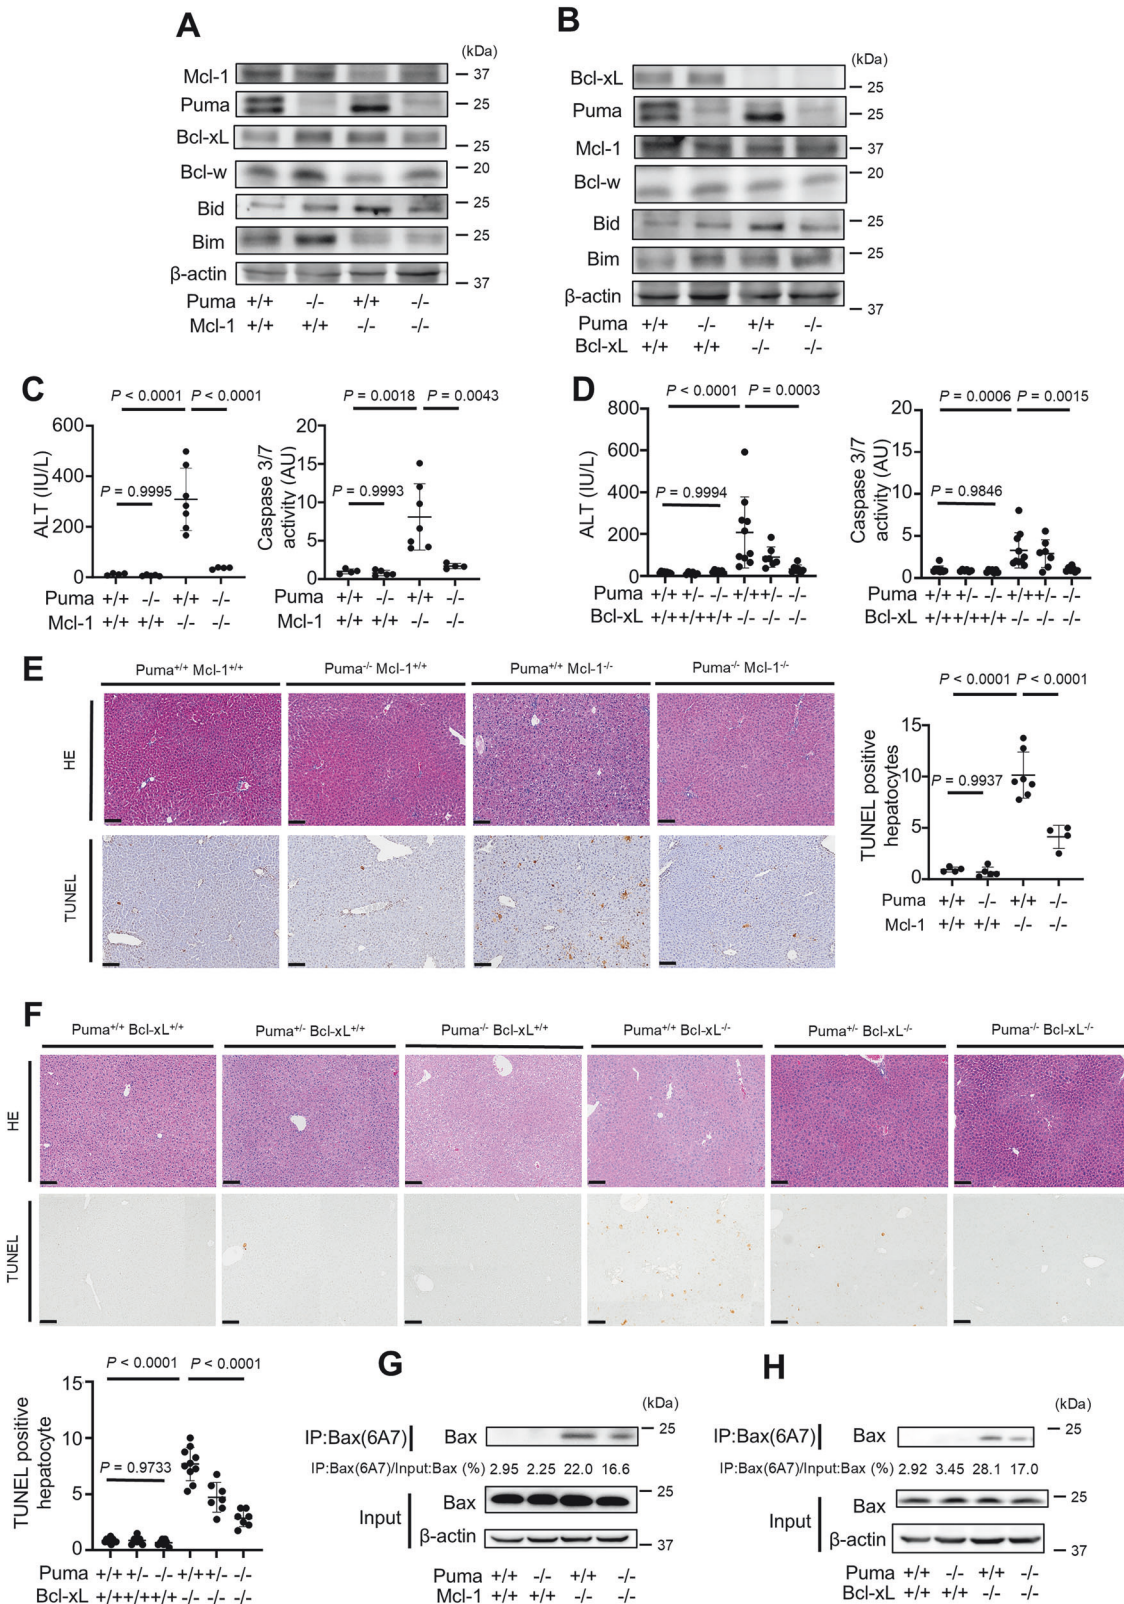 A
(kDa)
Mcl-1
37
Puma
25
Bcl-xL
25
Bcl-w
20
Bid
25
Bim
25
β-actin
37
Puma +/+ -/- +/+ -/-
Mcl-1 +/+ +/+ -/- -/-
B
(kDa)
Bcl-xL
25
Puma
25
Mcl-1
37
Bcl-w
20
Bid
25
Bim
25
β-actin
37
Puma +/+ -/- +/+ -/-
Bcl-xL +/+ +/+ -/- -/-
C
P < 0.0001 P < 0.0001
P = 0.9995
ALT (IU/L)
600
400
200
0
Puma +/+ -/- +/+ -/-
Mcl-1 +/+ +/+ -/- -/-
P = 0.0018 P = 0.0043
P = 0.9993
Caspase 3/7
activity (AU)
20
15
10
5
0
Puma +/+ -/- +/+ -/-
Mcl-1 +/+ +/+ -/- -/-
D
P < 0.0001 P = 0.0003
P = 0.9994
ALT (IU/L)
800
600
400
200
0
Puma +/+ +/- -/- +/+ +/- -/-
Bcl-xL +/+ +/+ +/+ -/- -/- -/-
P = 0.0006 P = 0.0015
P = 0.9846
Caspase 3/7
activity (AU)
20
15
10
5
0
Puma +/+ +/- -/- +/+ +/- -/-
Bcl-xL +/+ +/+ +/+ -/- -/- -/-
E
Puma+/+ Mcl-1+/+ Puma-/- Mcl-1+/+ Puma+/+ Mcl-1-/- Puma-/- Mcl-1-/-
HE
TUNEL
P < 0.0001 P < 0.0001
P = 0.9937
TUNEL positive
hepatocytes
15
10
5
0
Puma +/+ -/- +/+ -/-
Mcl-1 +/+ +/+ -/- -/-
F
Puma+/+ Bcl-xL+/+ Puma+/- Bcl-xL+/+ Puma-/- Bcl-xL+/+ Puma+/+ Bcl-xL-/- Puma+/- Bcl-xL-/- Puma-/- Bcl-xL-/-
HE
TUNEL
P < 0.0001 P < 0.0001
P = 0.9733
TUNEL positive
hepatocyte
15
10
5
0
Puma +/+ +/- -/- +/+ +/- -/-
Bcl-xL +/+ +/+ +/+ -/- -/- -/-
G
(kDa)
IP:Bax(6A7) Bax
25
IP:Bax(6A7)/Input:Bax (%) 2.95 2.25 22.0 16.6
Input
Bax
25
β-actin
37
Puma +/+ -/- +/+ -/-
Mcl-1 +/+ +/+ -/- -/-
H
(kDa)
IP:Bax(6A7) Bax
25
IP:Bax(6A7)/Input:Bax (%) 2.92 3.45 28.1 17.0
Input
Bax
25
β-actin
37
Puma +/+ -/- +/+ -/-
Bcl-xL +/+ +/+ -/- -/-